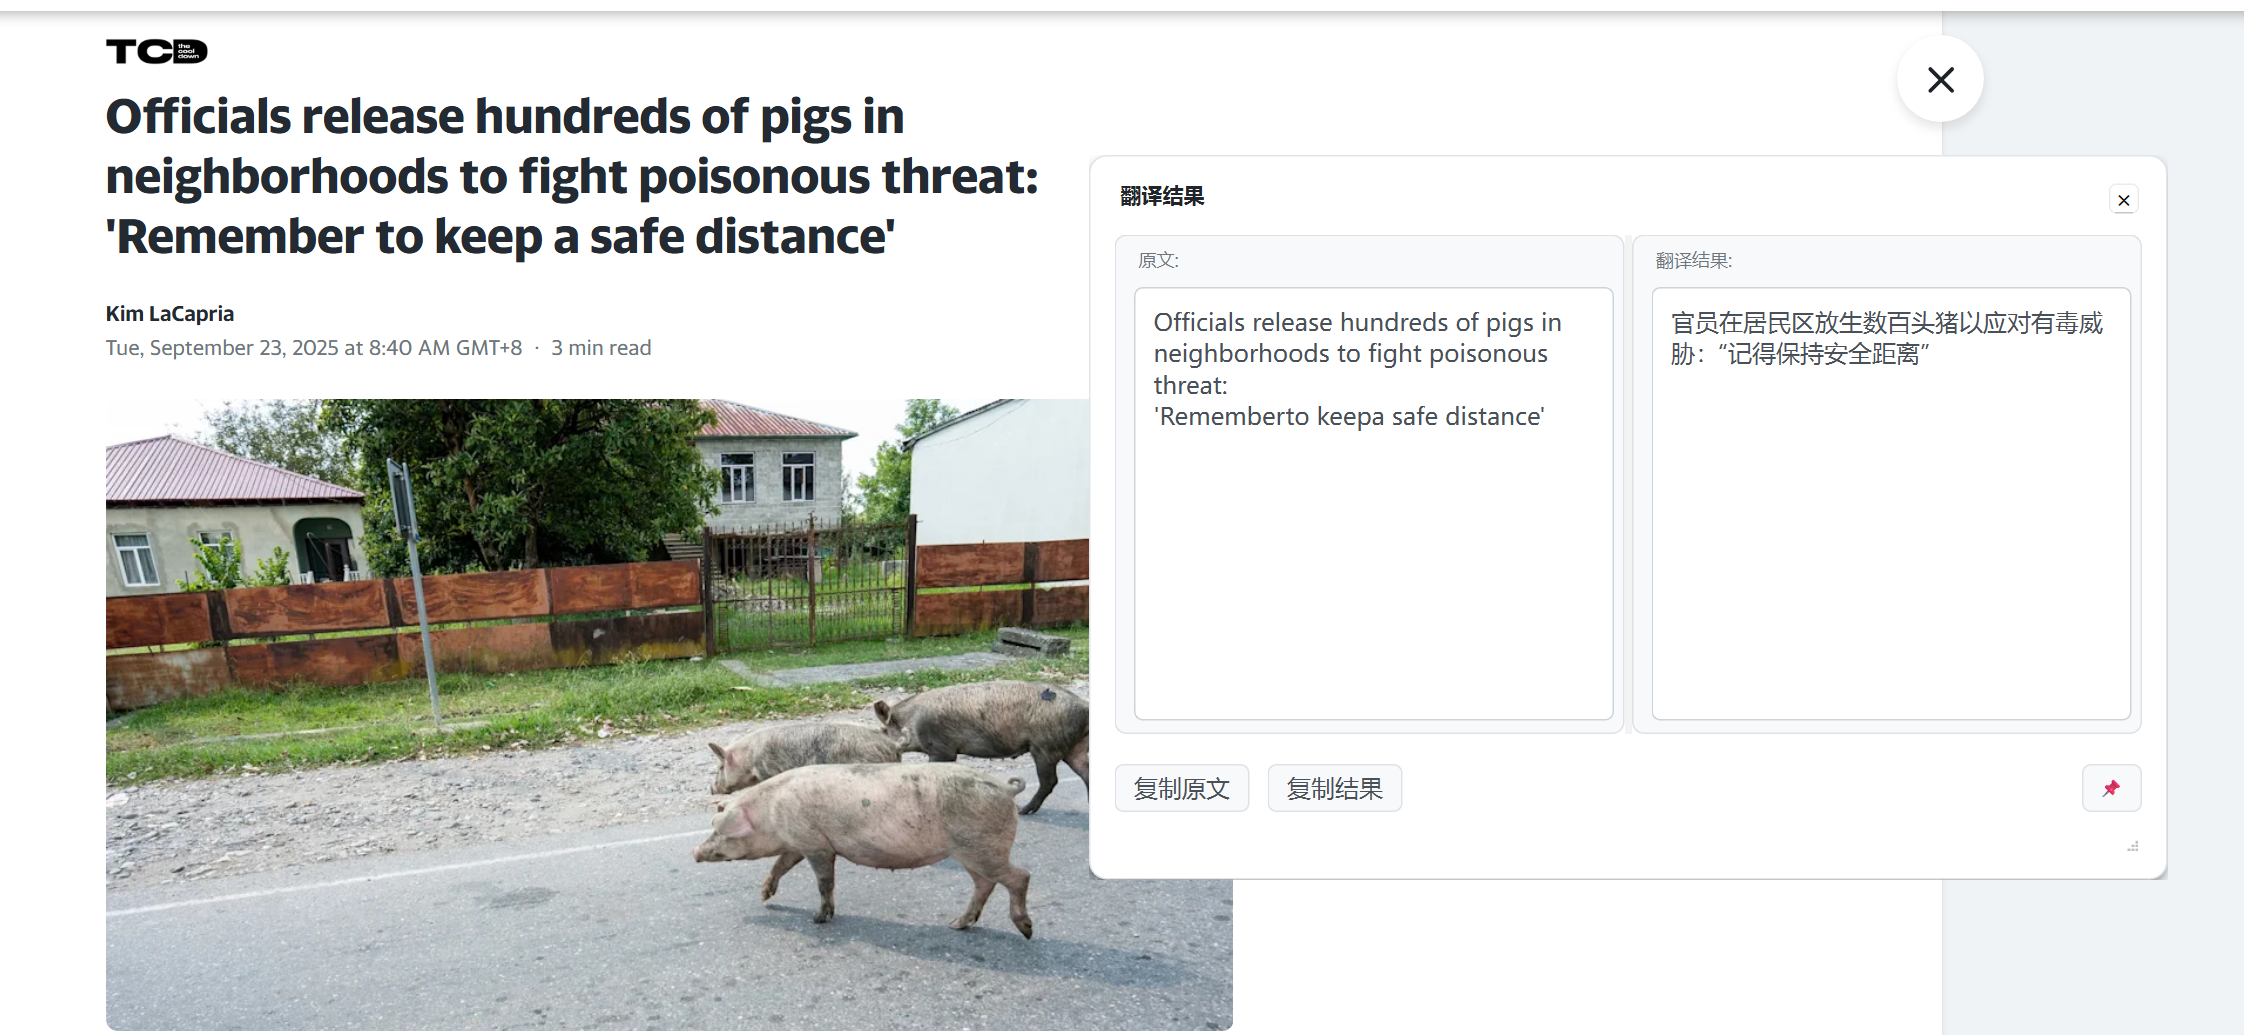 TCD
the
cool
down
Officials release hundreds of pigs in
neighborhoods to fight poisonous threat:
'Remember to keep a safe distance'
Kim LaCapria
Tue, September 23, 2025 at 8:40 AM GMT+8 · 3 min read
翻译结果
原文:
Officials release hundreds of pigs in
neighborhoods to fight poisonous
threat:
'Rememberto keepa safe distance'
翻译结果:
官员在居民区放生数百头猪以应对有毒威
胁：“记得保持安全距离”
复制原文
复制结果